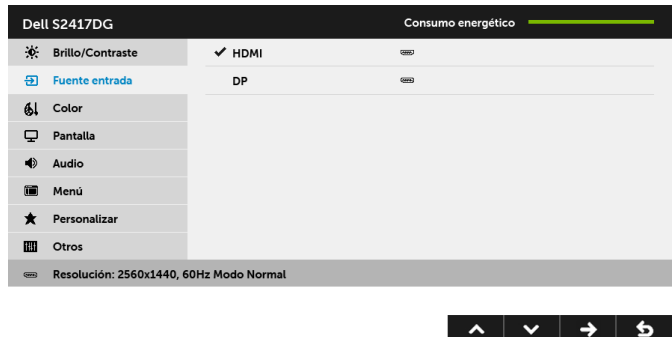 Dell S2417DG
Consumo energético
Brillo/Contraste
HDMI
Fuente entrada
DP
Color
Pantalla
Audio
Menú
Personalizar
Otros
Resolución: 2560x1440, 60Hz Modo Normal